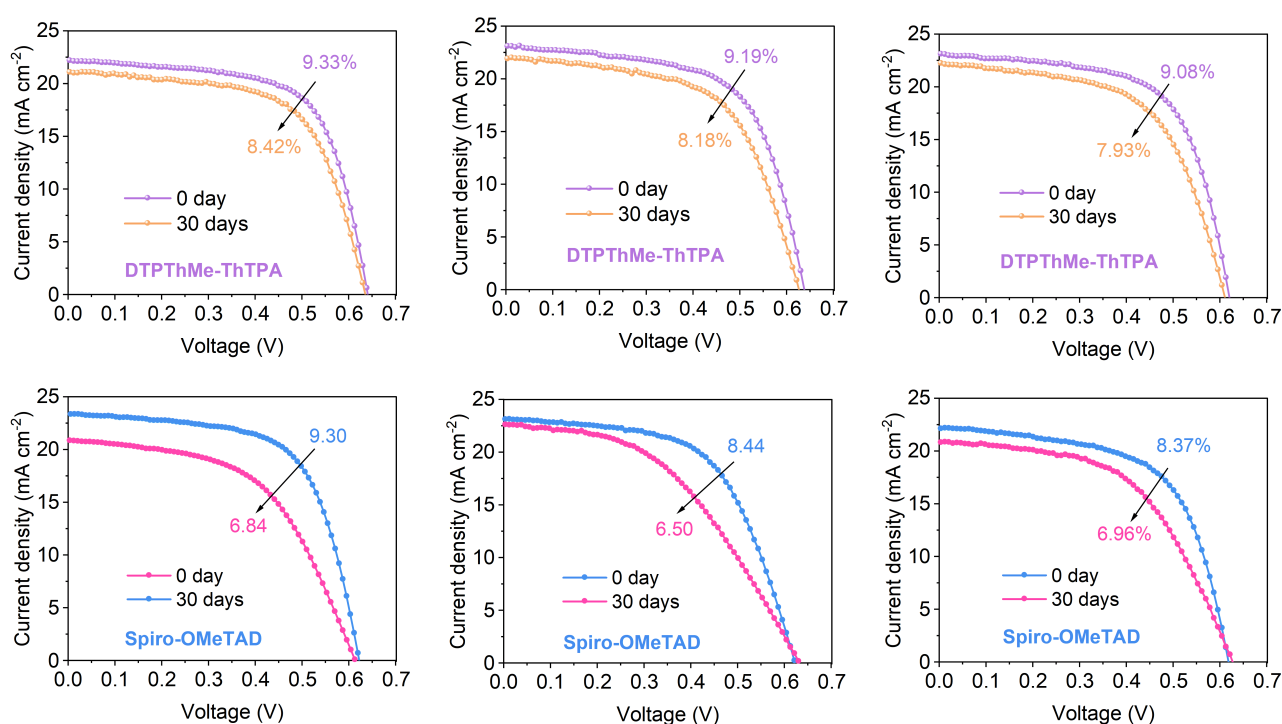 25
20
15
10
5
0
Current density (mA cm⁻²)
9.33%
8.42%
0 day
30 days
DTPThMe-ThTPA
0.0 0.1 0.2 0.3 0.4 0.5 0.6 0.7
Voltage (V)
25
20
15
10
5
0
Current density (mA cm⁻²)
9.19%
8.18%
0 day
30 days
DTPThMe-ThTPA
0.0 0.1 0.2 0.3 0.4 0.5 0.6 0.7
Voltage (V)
25
20
15
10
5
0
Current density (mA cm⁻²)
9.08%
7.93%
0 day
30 days
DTPThMe-ThTPA
0.0 0.1 0.2 0.3 0.4 0.5 0.6 0.7
Voltage (V)
25
20
15
10
5
0
Current density (mA cm⁻²)
9.30
6.84
0 day
30 days
Spiro-OMeTAD
0.0 0.1 0.2 0.3 0.4 0.5 0.6 0.7
Voltage (V)
25
20
15
10
5
0
Current density (mA cm⁻²)
8.44
6.50
0 day
30 days
Spiro-OMeTAD
0.0 0.1 0.2 0.3 0.4 0.5 0.6 0.7
Voltage (V)
25
20
15
10
5
0
Current density (mA cm⁻²)
8.37%
6.96%
0 day
30 days
Spiro-OMeTAD
0.0 0.1 0.2 0.3 0.4 0.5 0.6 0.7
Voltage (V)